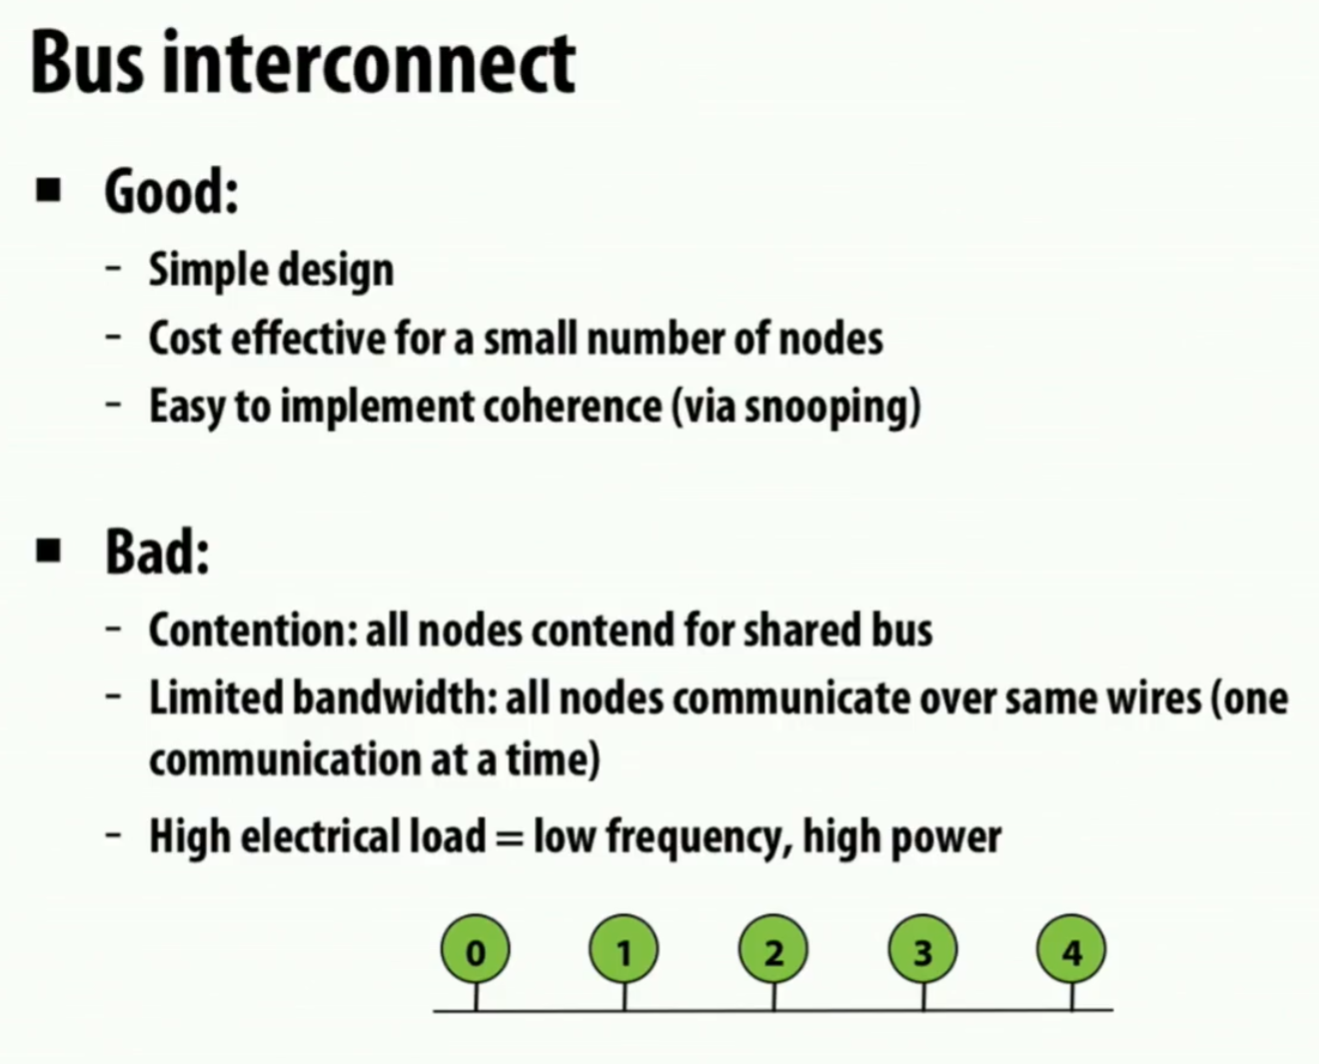 Bus interconnect
■ Good:
- Simple design
- Cost effective for a small number of nodes
- Easy to implement coherence (via snooping)
■ Bad:
- Contention: all nodes contend for shared bus
- Limited bandwidth: all nodes communicate over same wires (one
communication at a time)
- High electrical load = low frequency, high power
0 1 2 3 4